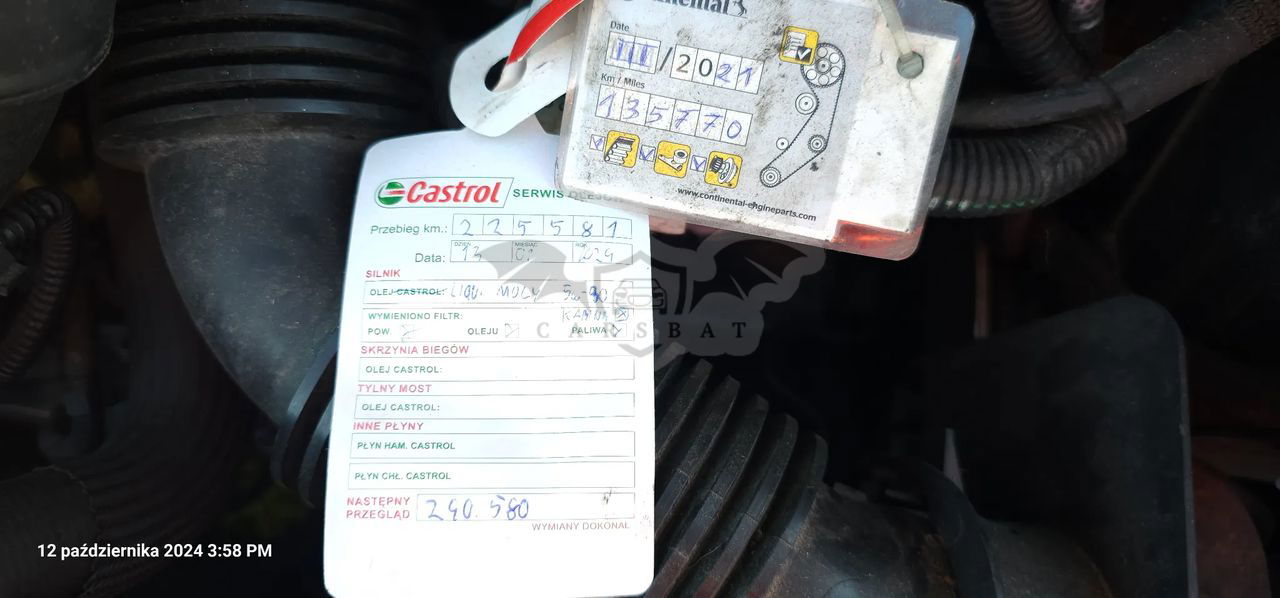 Date
III/2021
Km / Miles
135770
www.continental-engineparts.com
Castrol SERWIS
Przebieg km.: 225581
DZIEŃ MIESIĄC ROK
Data: 13
SILNIK
OLEJ CASTROL:
WYMIENIONO FILTR:
POW. OLEJU PALIWA
CARSBAT
SKRZYNIA BIEGÓW
OLEJ CASTROL:
TYLNY MOST
OLEJ CASTROL:
INNE PŁYNY
PŁYN HAM. CASTROL
PŁYN CHŁ. CASTROL
NASTĘPNY
PRZEGLĄD 240.580
WYMIANY DOKONAŁ
12 października 2024 3:58 PM